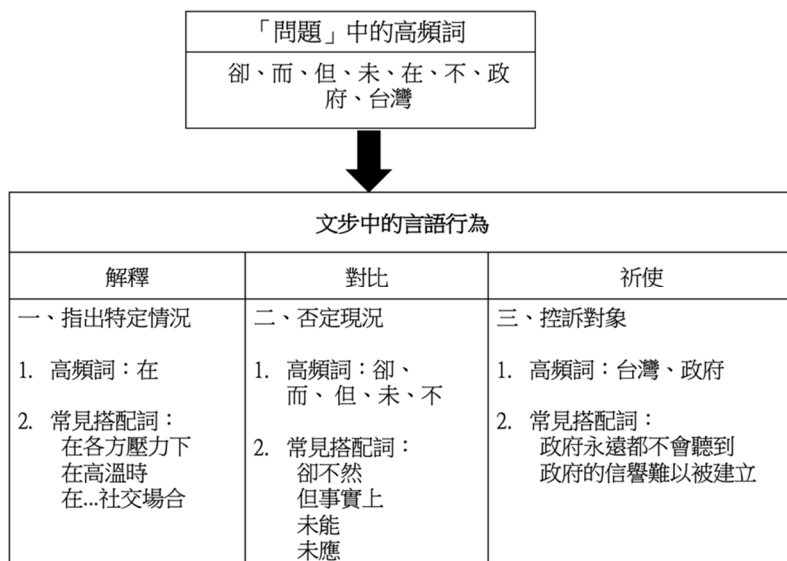 「問題」中的高頻詞
卻、而、但、未、在、不、政
府、台灣
文步中的言語行為
解釋
對比
祈使
一、指出特定情況
1. 高頻詞：在
2. 常見搭配詞：
在各方壓力下
在高溫時
在...社交場合
二、否定現況
1. 高頻詞：卻、
而、但、未、不
2. 常見搭配詞：
卻不然
但事實上
未能
未應
三、控訴對象
1. 高頻詞：台灣、政府
2. 常見搭配詞：
政府永遠都不會聽到
政府的信譽難以被建立